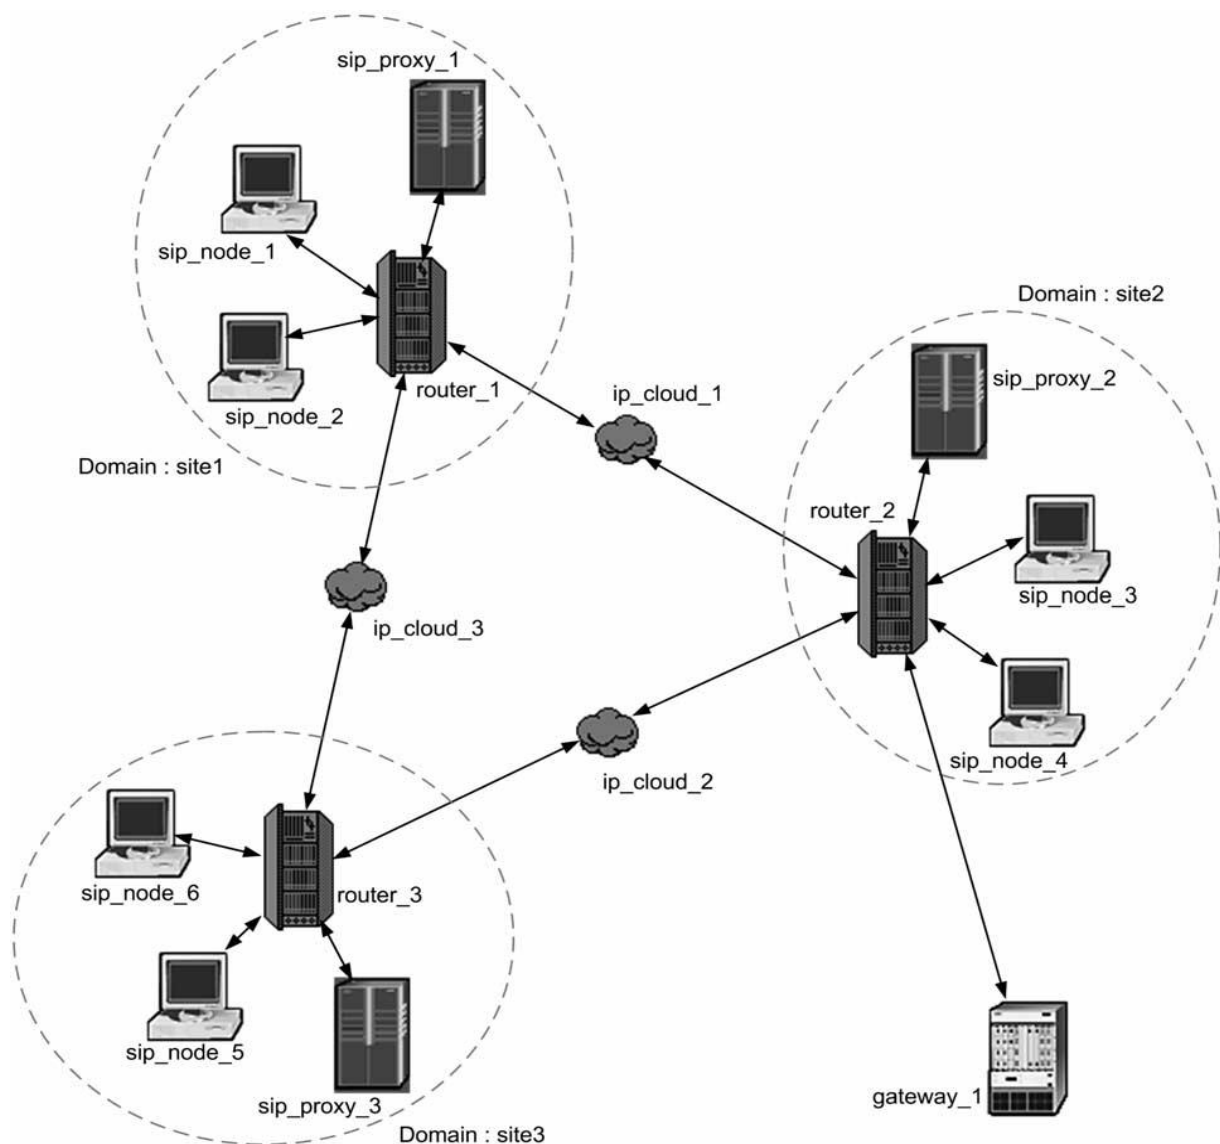 sip_proxy_1
sip_node_1
Domain : site2
sip_proxy_2
router_1
ip_cloud_1
sip_node_2
Domain : site1
router_2
sip_node_3
ip_cloud_3
sip_node_4
ip_cloud_2
sip_node_6
router_3
sip_node_5
gateway_1
sip_proxy_3
Domain : site3